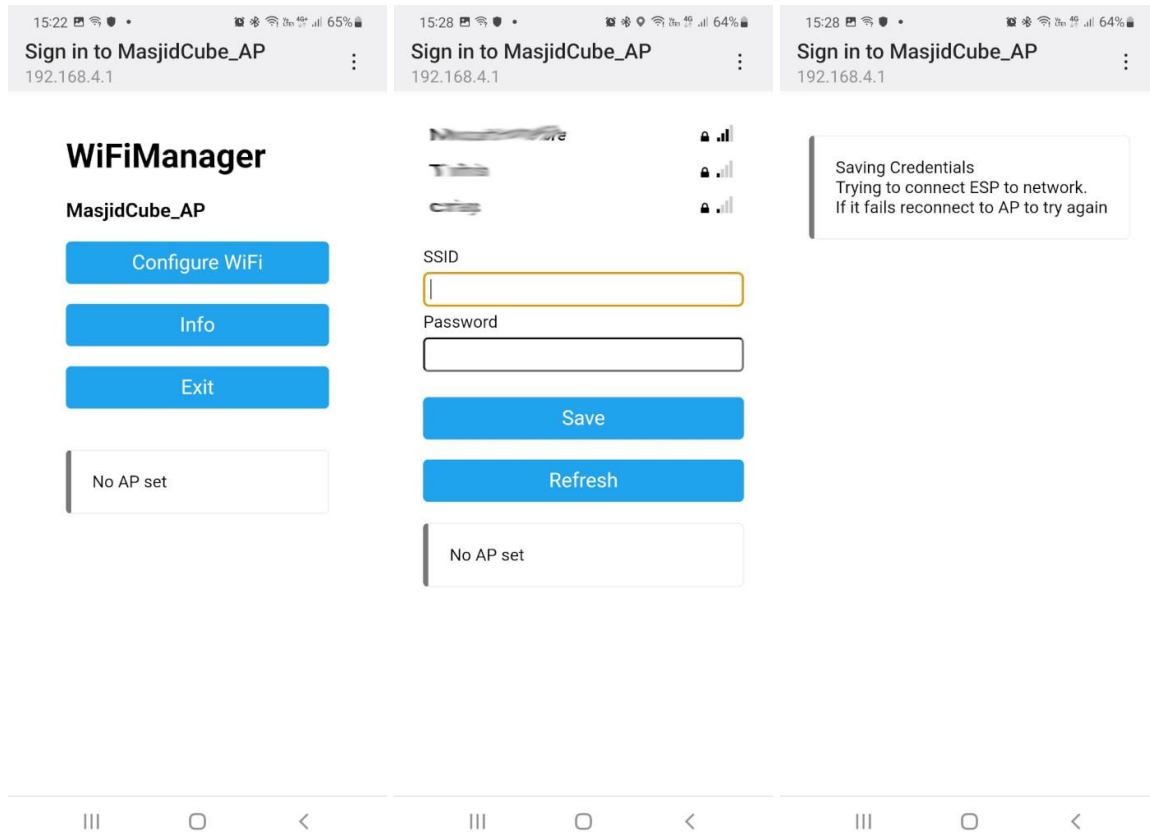 15:22
65%
Sign in to MasjidCube_AP
192.168.4.1
WiFiManager
MasjidCube_AP
Configure WiFi
Info
Exit
No AP set
15:28
64%
Sign in to MasjidCube_AP
192.168.4.1
SSID
Password
Save
Refresh
No AP set
15:28
64%
Sign in to MasjidCube_AP
192.168.4.1
Saving Credentials
Trying to connect ESP to network.
If it fails reconnect to AP to try again